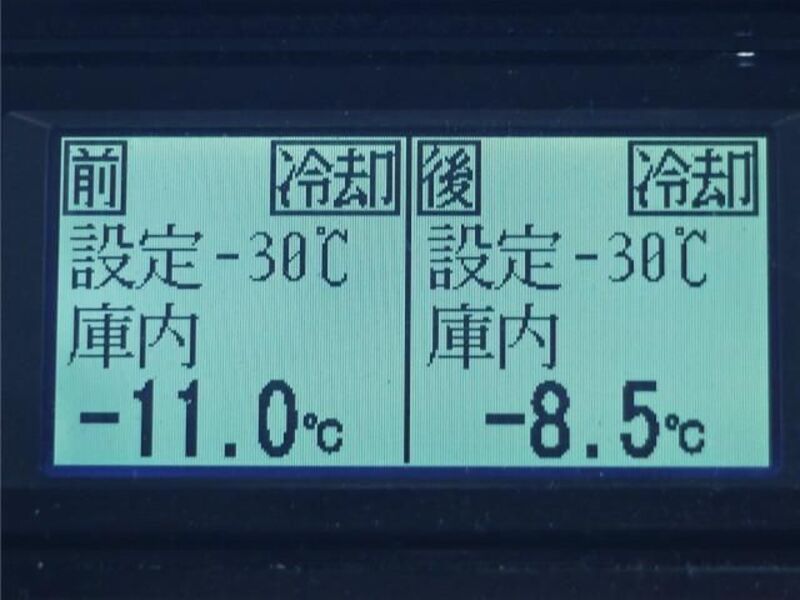 前 冷却
設定-30℃
庫内
-11.0℃
後 冷却
設定-30℃
庫内
-8.5℃